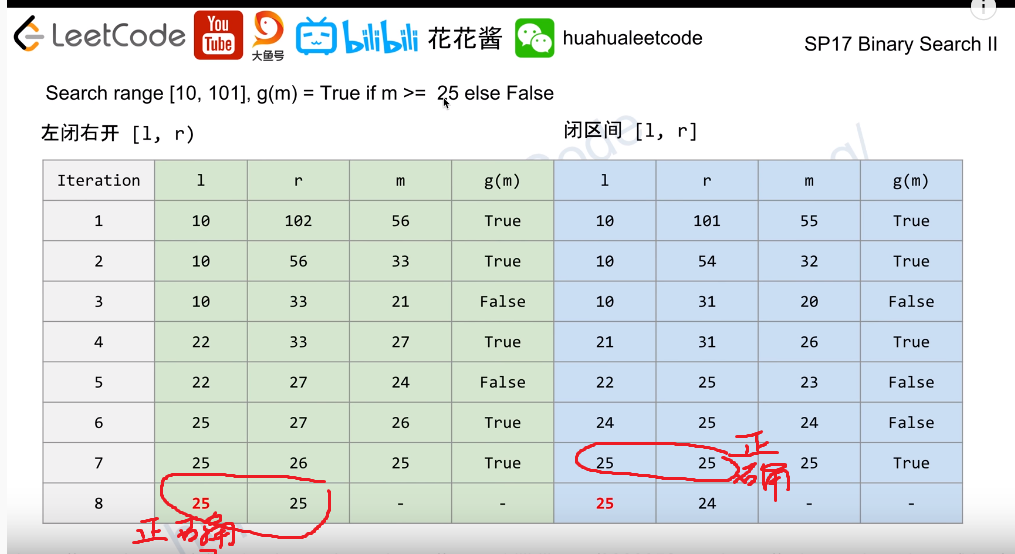 LeetCode You Tube 大鱼号 bilibili 花花酱 huahualeetcode SP17 Binary Search II
Search range [10, 101], g(m) = True if m >= 25 else False
左闭右开 [l, r) 闭区间 [l, r]
Iteration l r m g(m) l r m g(m)
1 10 102 56 True 10 101 55 True
2 10 56 33 True 10 54 32 True
3 10 33 21 False 10 31 20 False
4 22 33 27 True 21 31 26 True
5 22 27 24 False 22 25 23 False
6 25 27 26 True 24 25 24 False
7 25 26 25 True 25 25 25 True
8 25 25 - - 25 24 - -
正
正